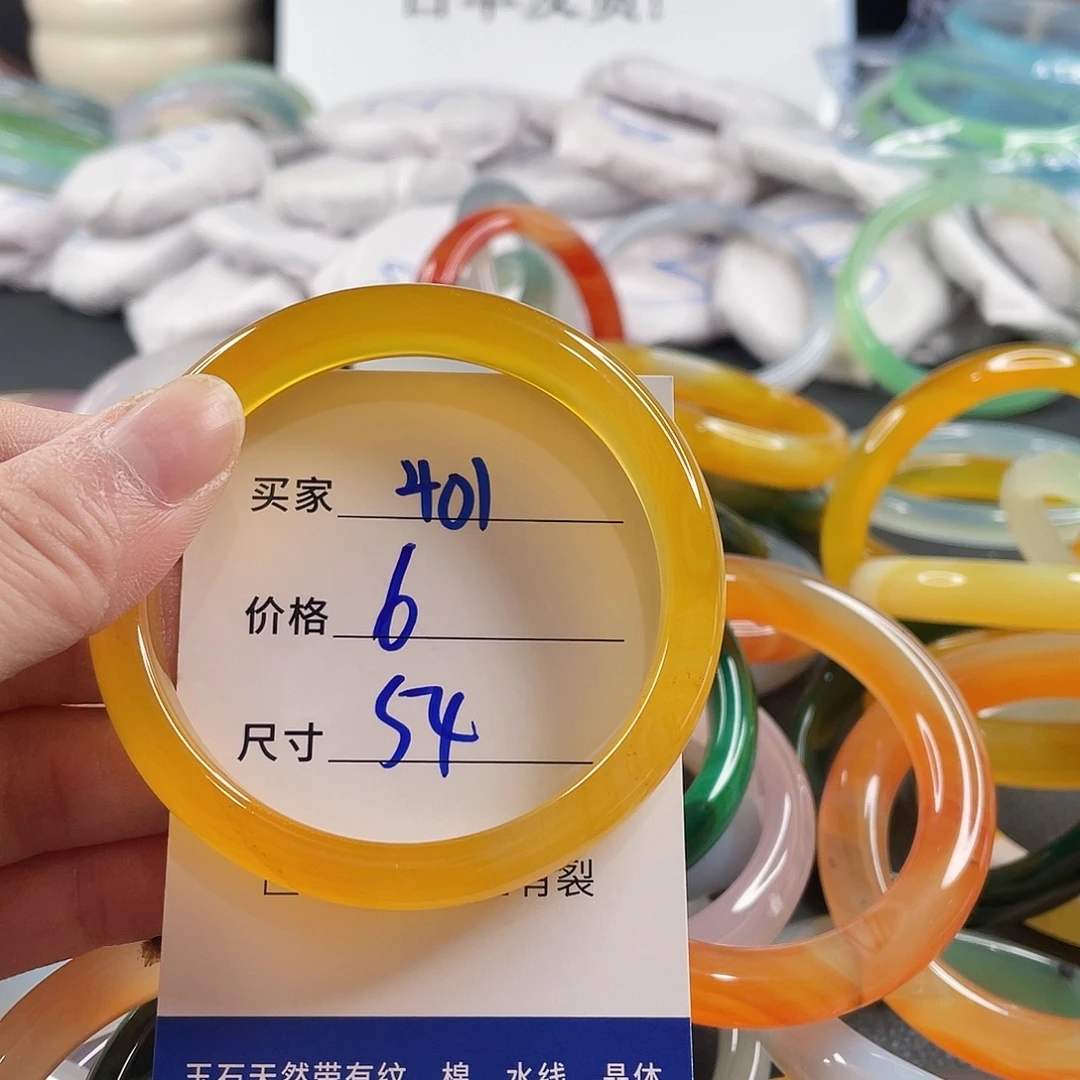 买家 401
价格 6
尺寸 54
有裂
玉石天然带有纹、棉、水线、晶体